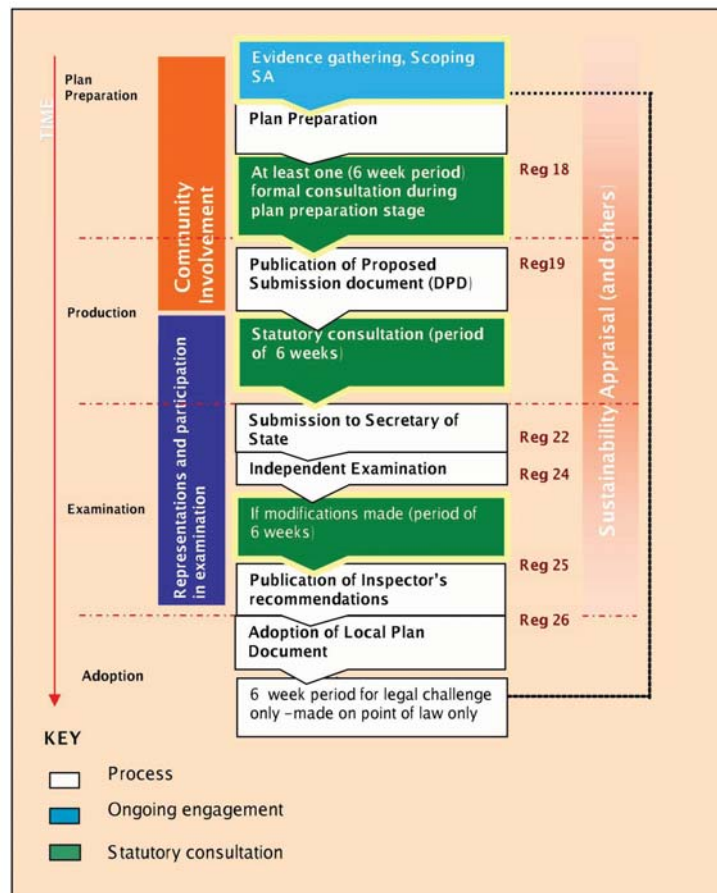 TIME
Plan
Preparation
Production
Examination
Adoption
Community
Involvement
Representations and participation
in examination
Evidence gathering, Scoping
SA
Plan Preparation
At least one (6 week period)
formal consultation during
plan preparation stage
Reg 18
Publication of Proposed
Submission document (DPD)
Reg19
Statutory consultation (period
of 6 weeks)
Submission to Secretary of
State
Reg 22
Independent Examination
Reg 24
If modifications made (period of
6 weeks)
Reg 25
Publication of Inspector's
recommendations
Reg 26
Adoption of Local Plan
Document
6 week period for legal challenge
only –made on point of law only
Sustainability Appraisal (and others)
KEY
Process
Ongoing engagement
Statutory consultation